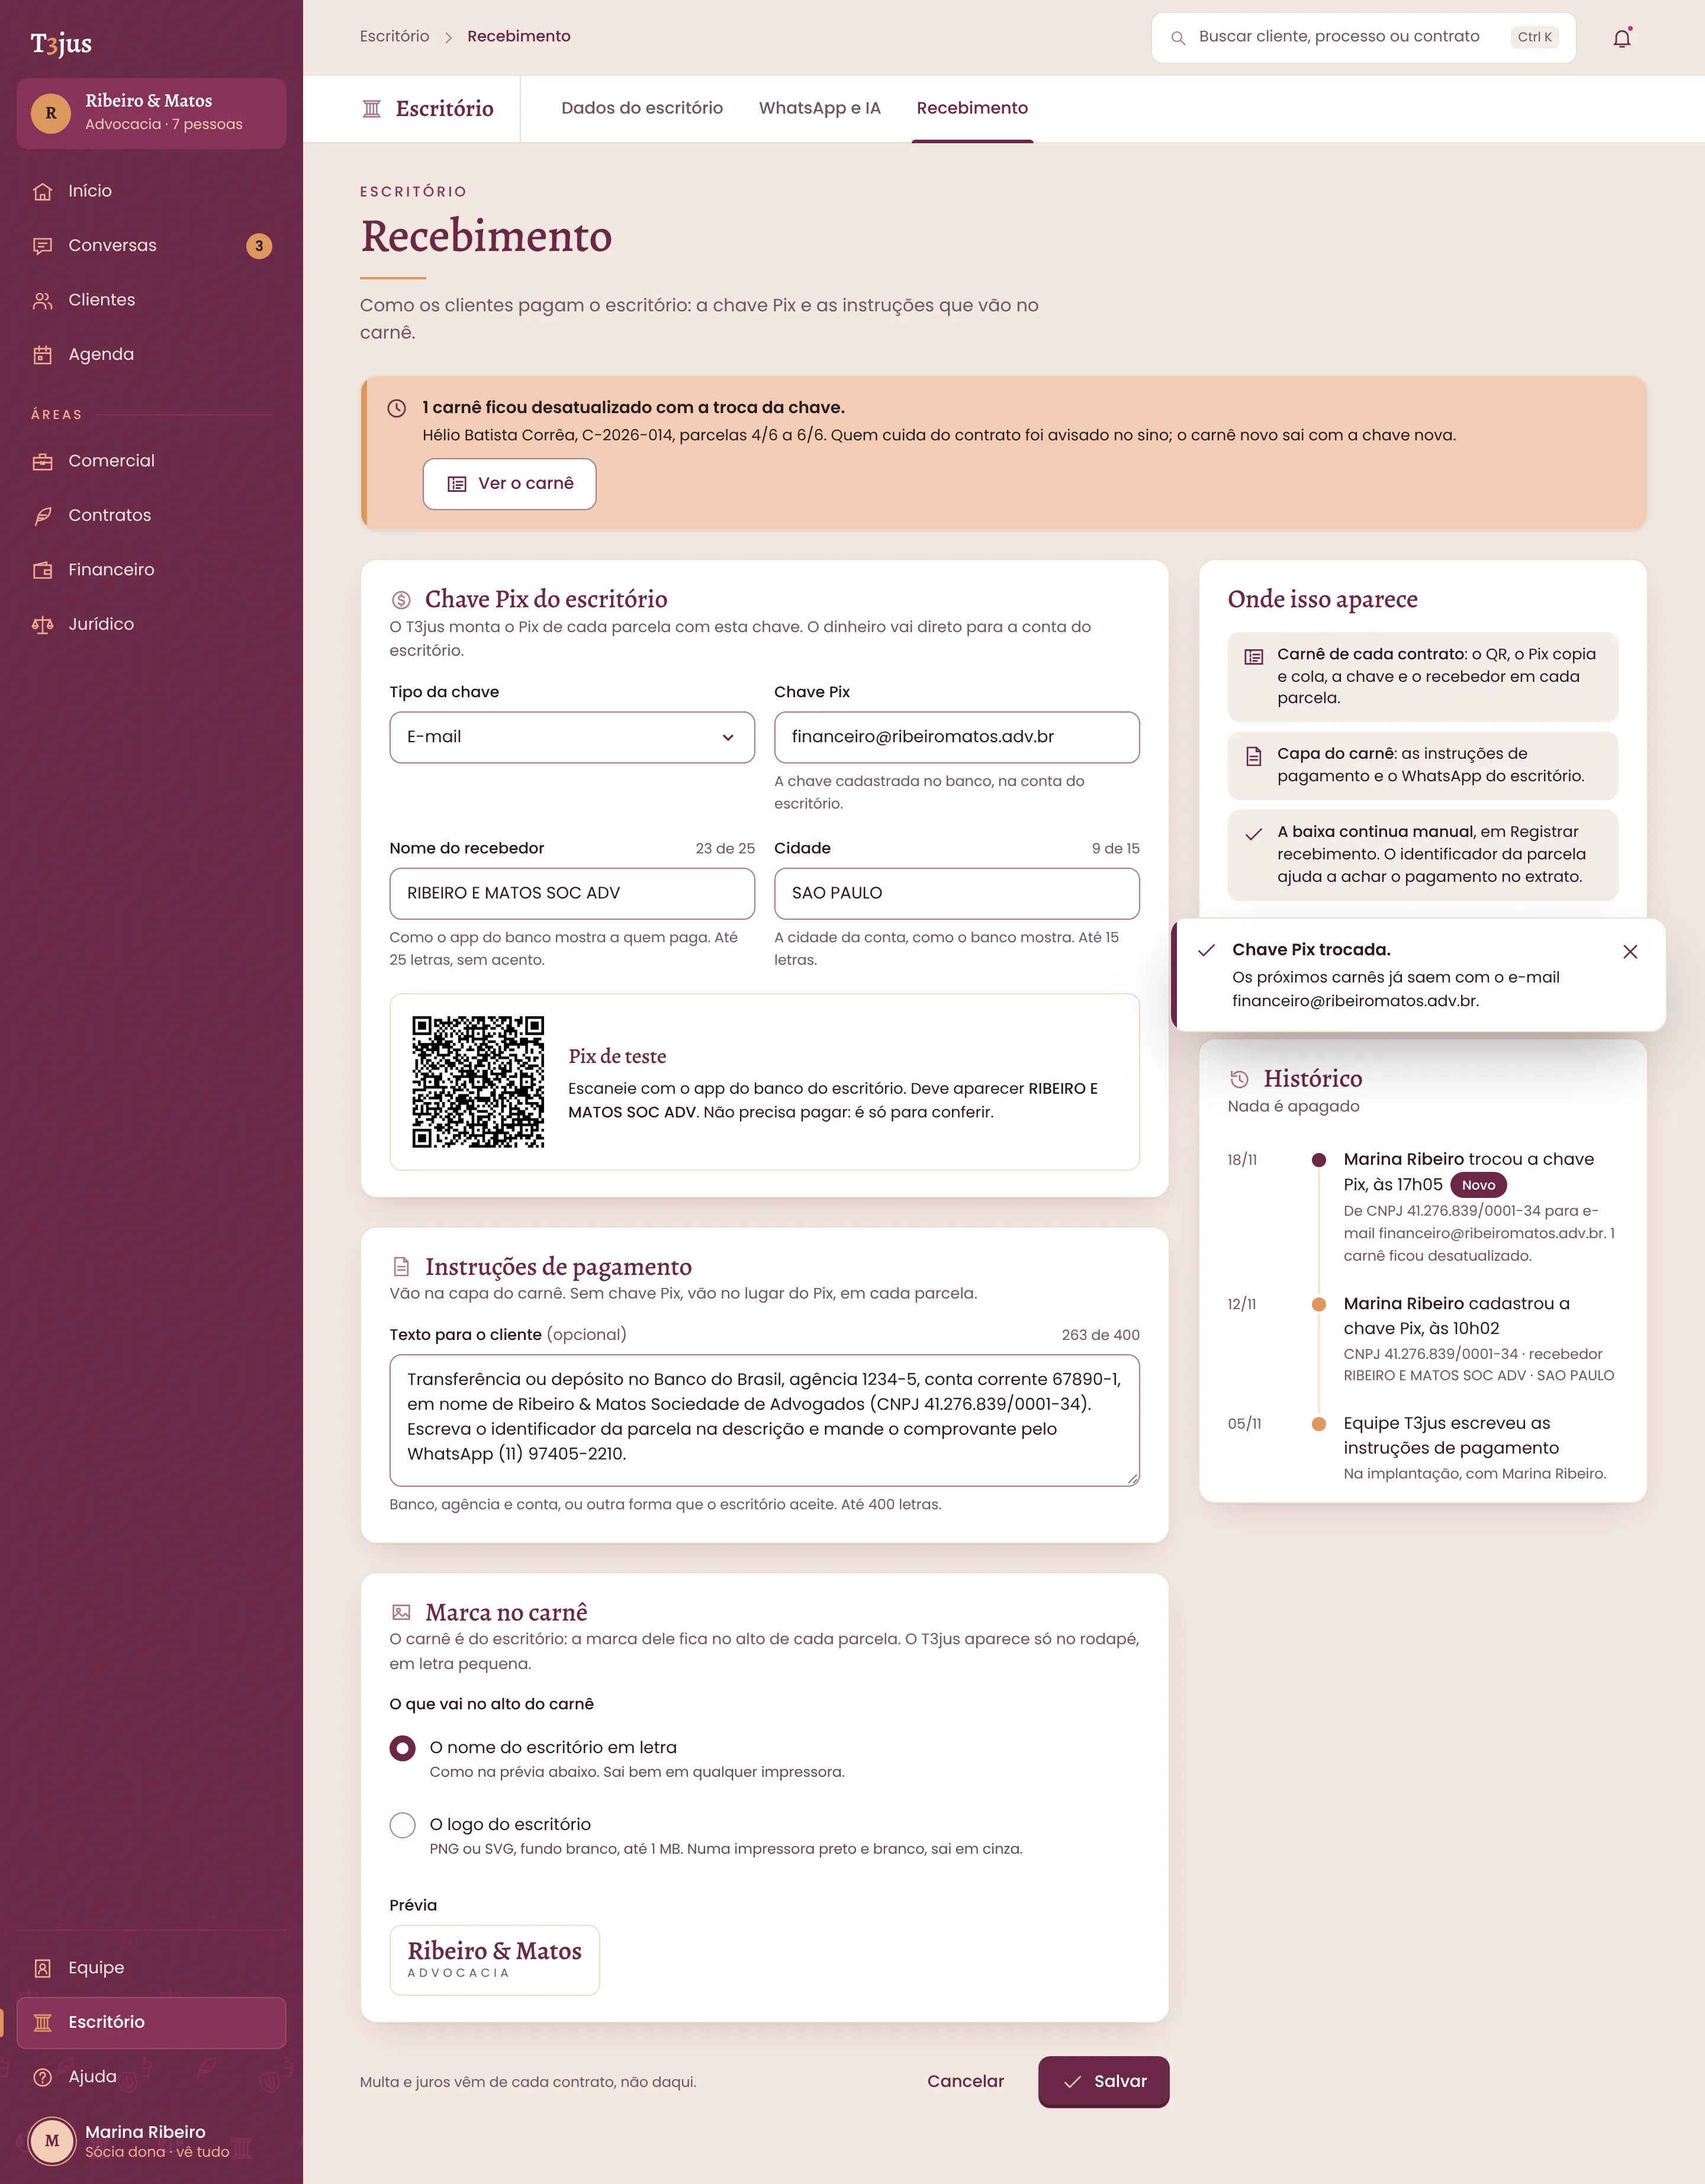 T3jus
R
Ribeiro & Matos
Advocacia · 7 pessoas
Início
Conversas
3
Clientes
Agenda
ÁREAS
Comercial
Contratos
Financeiro
Jurídico
Equipe
Escritório
Ajuda
M
Marina Ribeiro
Sócia dona · vê tudo
Escritório
Recebimento
Buscar cliente, processo ou contrato
Ctrl K
Escritório
Dados do escritório
WhatsApp e IA
Recebimento
ESCRITÓRIO
Recebimento
Como os clientes pagam o escritório: a chave Pix e as instruções que vão no
carnê.
1 carnê ficou desatualizado com a troca da chave.
Hélio Batista Corrêa, C-2026-014, parcelas 4/6 a 6/6. Quem cuida do contrato foi avisado no sino; o carnê novo sai com a chave nova.
Ver o carnê
Chave Pix do escritório
O T3jus monta o Pix de cada parcela com esta chave. O dinheiro vai direto para a conta do
escritório.
Tipo da chave
E-mail
Chave Pix
financeiro@ribeiromatos.adv.br
A chave cadastrada no banco, na conta do
escritório.
Nome do recebedor
23 de 25
RIBEIRO E MATOS SOC ADV
Como o app do banco mostra a quem paga. Até
25 letras, sem acento.
Cidade
9 de 15
SAO PAULO
A cidade da conta, como o banco mostra. Até 15
letras.
Pix de teste
Escaneie com o app do banco do escritório. Deve aparecer RIBEIRO E
MATOS SOC ADV. Não precisa pagar: é só para conferir.
Instruções de pagamento
Vão na capa do carnê. Sem chave Pix, vão no lugar do Pix, em cada parcela.
Texto para o cliente (opcional)
263 de 400
Transferência ou depósito no Banco do Brasil, agência 1234-5, conta corrente 67890-1,
em nome de Ribeiro & Matos Sociedade de Advogados (CNPJ 41.276.839/0001-34).
Escreva o identificador da parcela na descrição e mande o comprovante pelo
WhatsApp (11) 97405-2210.
Banco, agência e conta, ou outra forma que o escritório aceite. Até 400 letras.
Marca no carnê
O carnê é do escritório: a marca dele fica no alto de cada parcela. O T3jus aparece só no rodapé,
em letra pequena.
O que vai no alto do carnê
O nome do escritório em letra
Como na prévia abaixo. Sai bem em qualquer impressora.
O logo do escritório
PNG ou SVG, fundo branco, até 1 MB. Numa impressora preto e branco, sai em cinza.
Prévia
Ribeiro & Matos
ADVOCACIA
Multa e juros vêm de cada contrato, não daqui.
Cancelar
Salvar
Onde isso aparece
Carnê de cada contrato: o QR, o Pix copia
e cola, a chave e o recebedor em cada
parcela.
Capa do carnê: as instruções de
pagamento e o WhatsApp do escritório.
A baixa continua manual, em Registrar
recebimento. O identificador da parcela
ajuda a achar o pagamento no extrato.
Chave Pix trocada.
Os próximos carnês já saem com o e-mail
financeiro@ribeiromatos.adv.br.
Histórico
Nada é apagado
18/11
Marina Ribeiro trocou a chave
Pix, às 17h05
Novo
De CNPJ 41.276.839/0001-34 para e-
mail financeiro@ribeiromatos.adv.br. 1
carnê ficou desatualizado.
12/11
Marina Ribeiro cadastrou a
chave Pix, às 10h02
CNPJ 41.276.839/0001-34 · recebedor
RIBEIRO E MATOS SOC ADV · SAO PAULO
05/11
Equipe T3jus escreveu as
instruções de pagamento
Na implantação, com Marina Ribeiro.